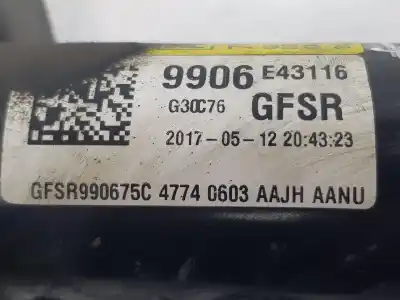 9906 E43116
G30C76 GFSR
2017-05-12 20:43:23
GFSR990675C 4774 0603 AAJH AANU